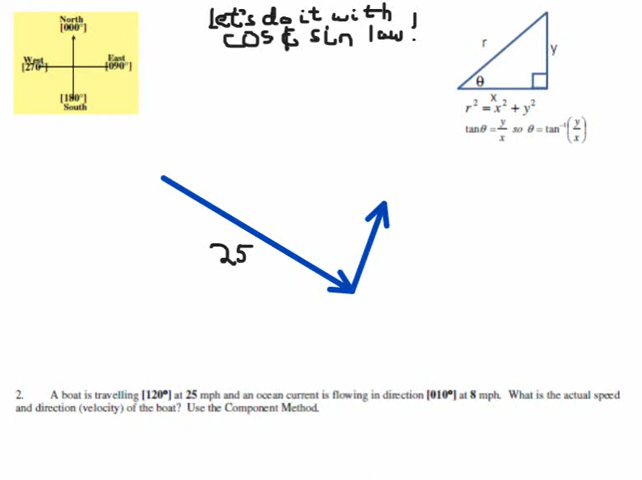 Let's do it with
cos & sin law!
North
[000°]
West
[270°]
East
[090°]
[180°]
South
r
y
θ
x
r² = x² + y²
tanθ = y/x so θ = tan⁻¹(y/x)
25
2. A boat is travelling [120°] at 25 mph and an ocean current is flowing in direction [010°] at 8 mph. What is the actual speed
and direction (velocity) of the boat? Use the Component Method.